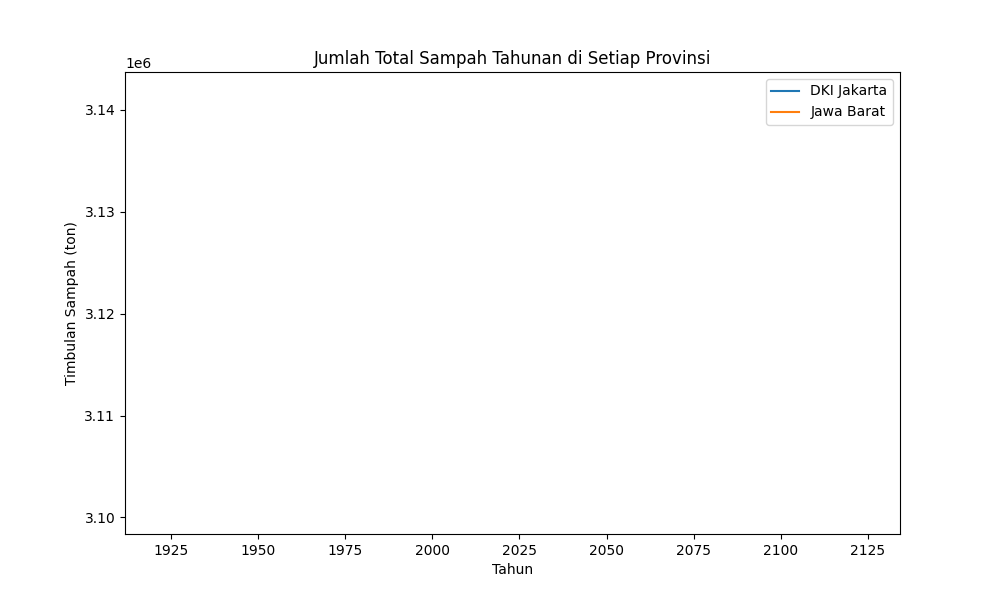 Jumlah Total Sampah Tahunan di Setiap Provinsi
1e6
DKI Jakarta
Jawa Barat
3.14
3.13
3.12
3.11
3.10
Timbulan Sampah (ton)
1925 1950 1975 2000 2025 2050 2075 2100 2125
Tahun